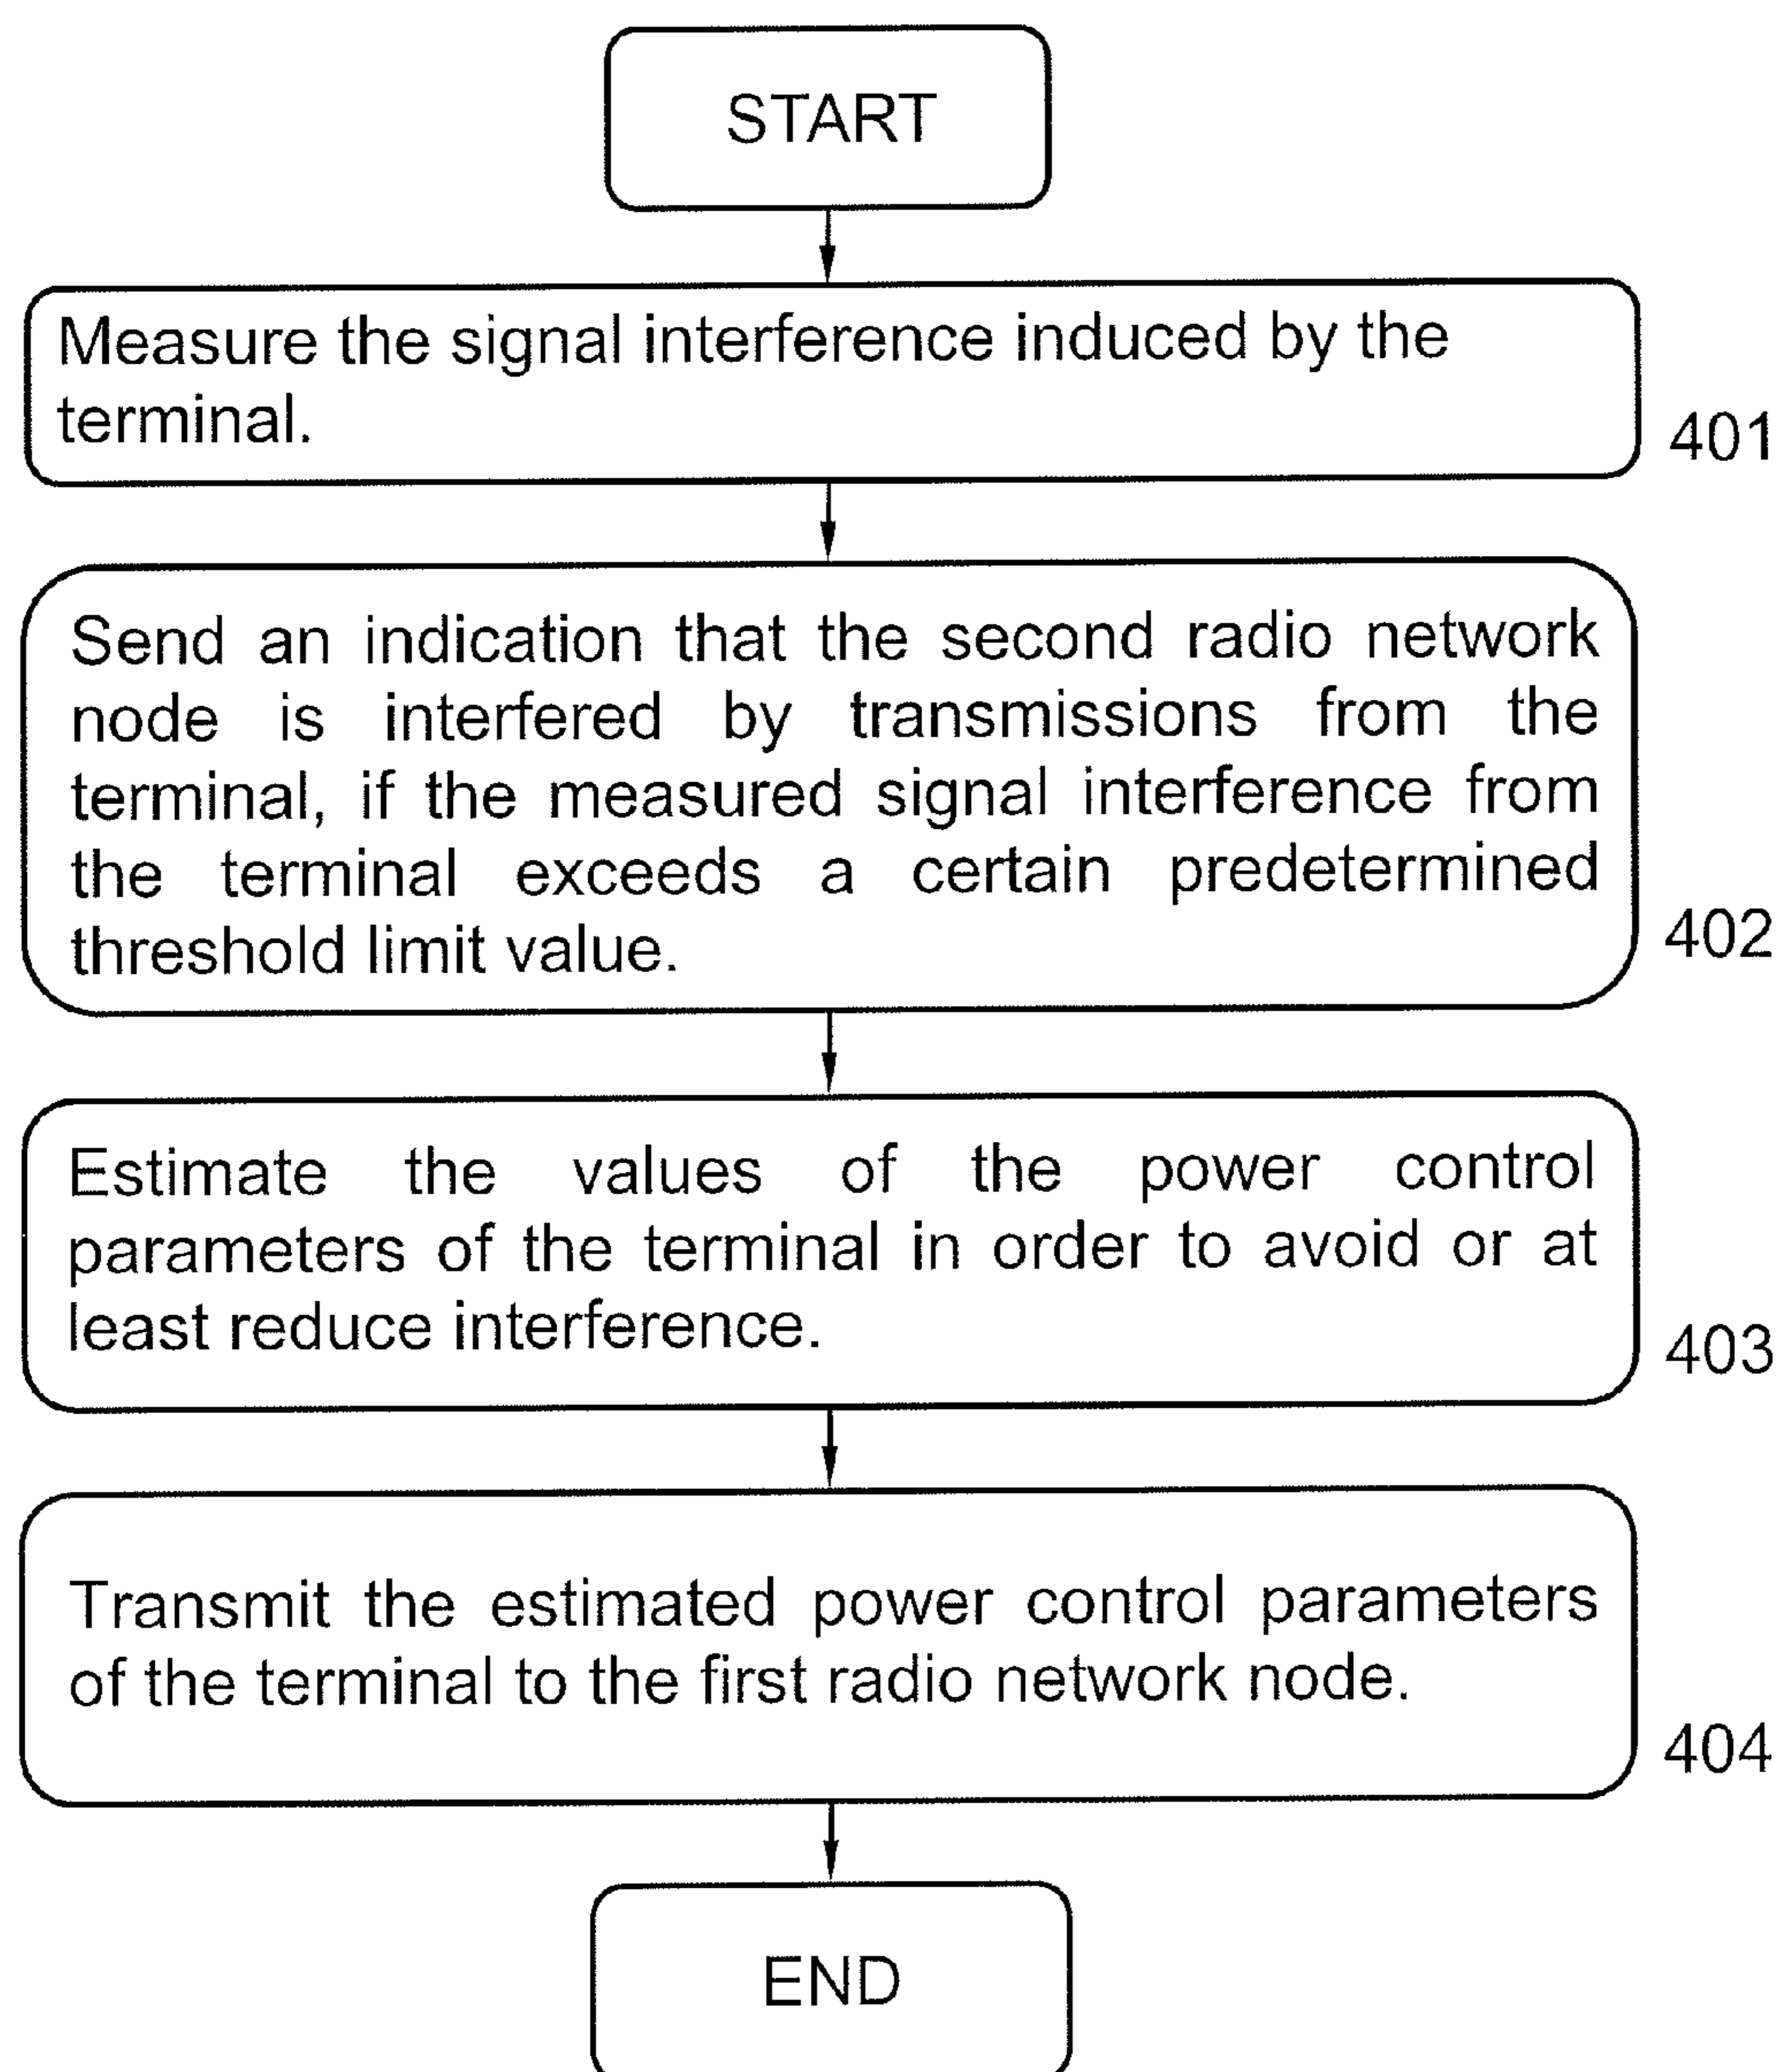 START
Measure the signal interference induced by the
terminal.
401
Send an indication that the second radio network
node is interfered by transmissions from the
terminal, if the measured signal interference from
the terminal exceeds a certain predetermined
threshold limit value.
402
Estimate the values of the power control
parameters of the terminal in order to avoid or at
least reduce interference.
403
Transmit the estimated power control parameters
of the terminal to the first radio network node.
404
END